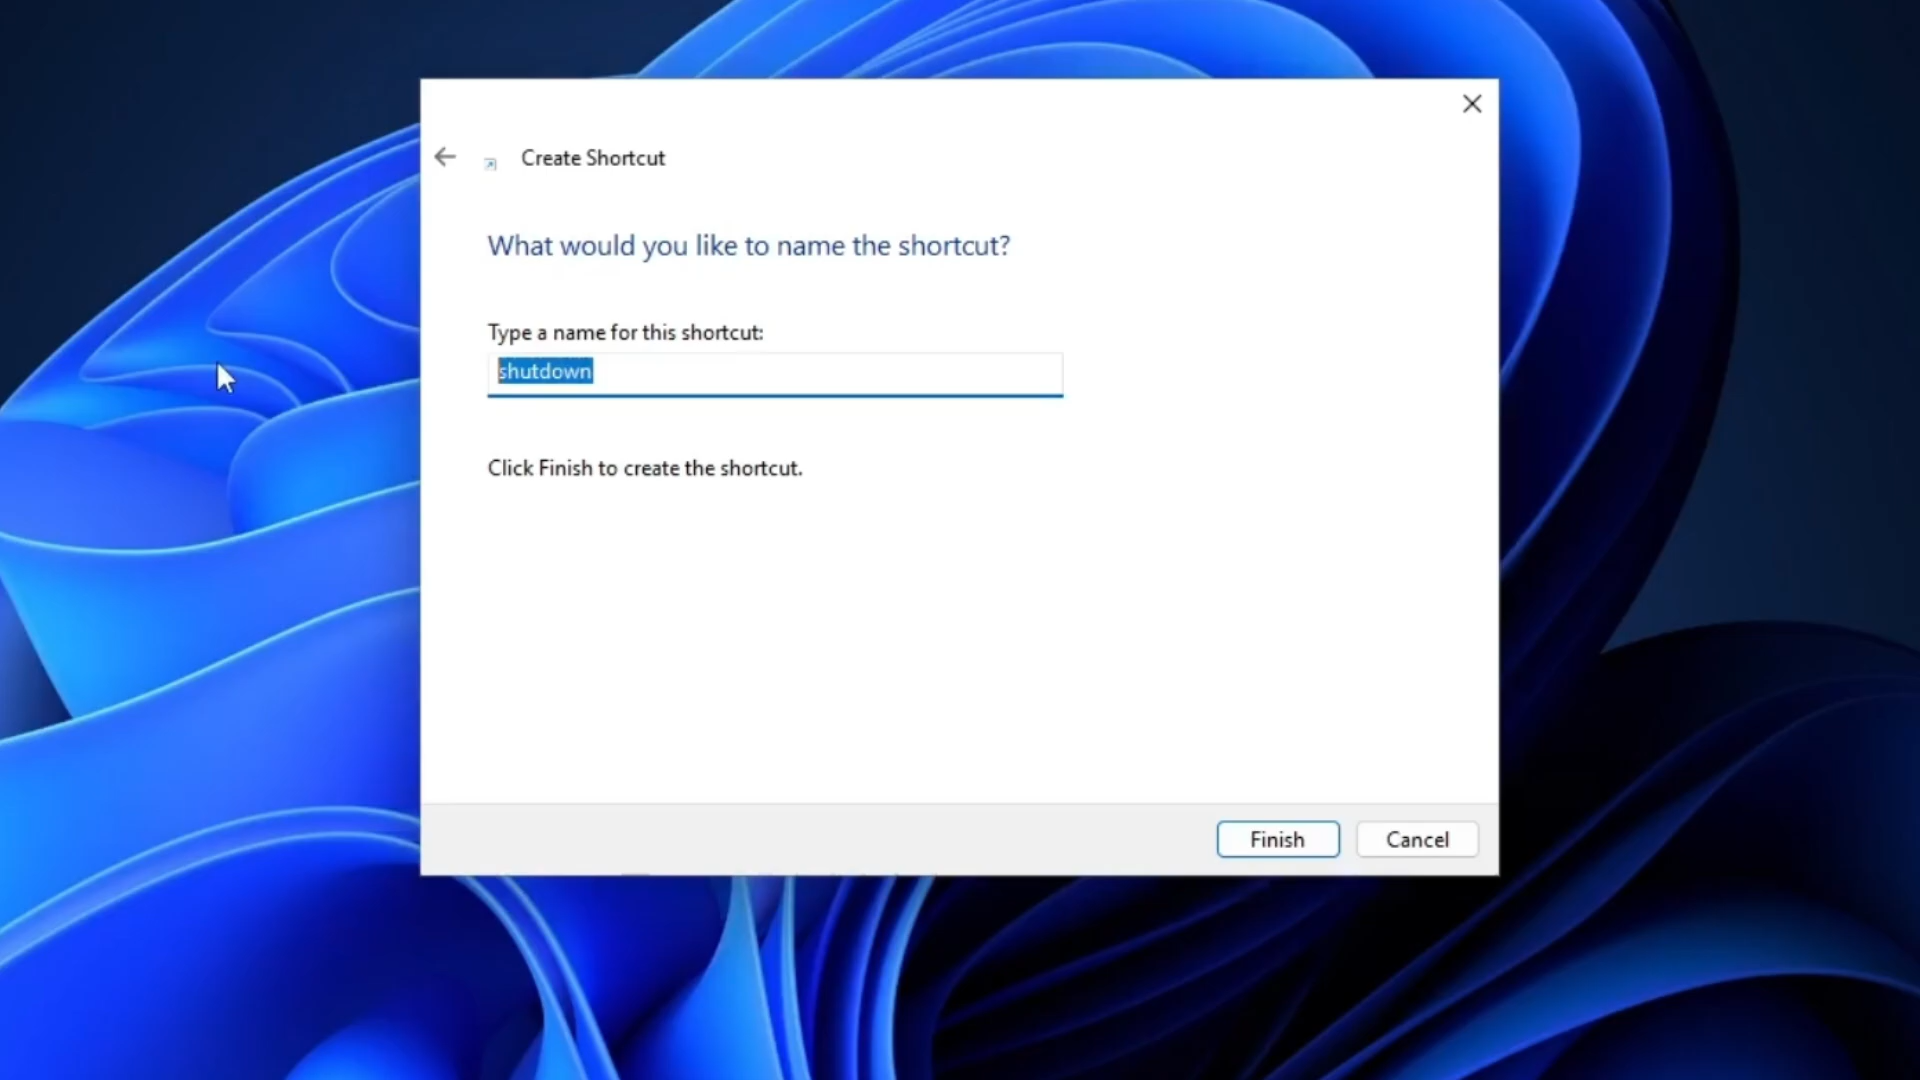 Create Shortcut
What would you like to name the shortcut?
Type a name for this shortcut:
shutdown
Click Finish to create the shortcut.
Finish Cancel